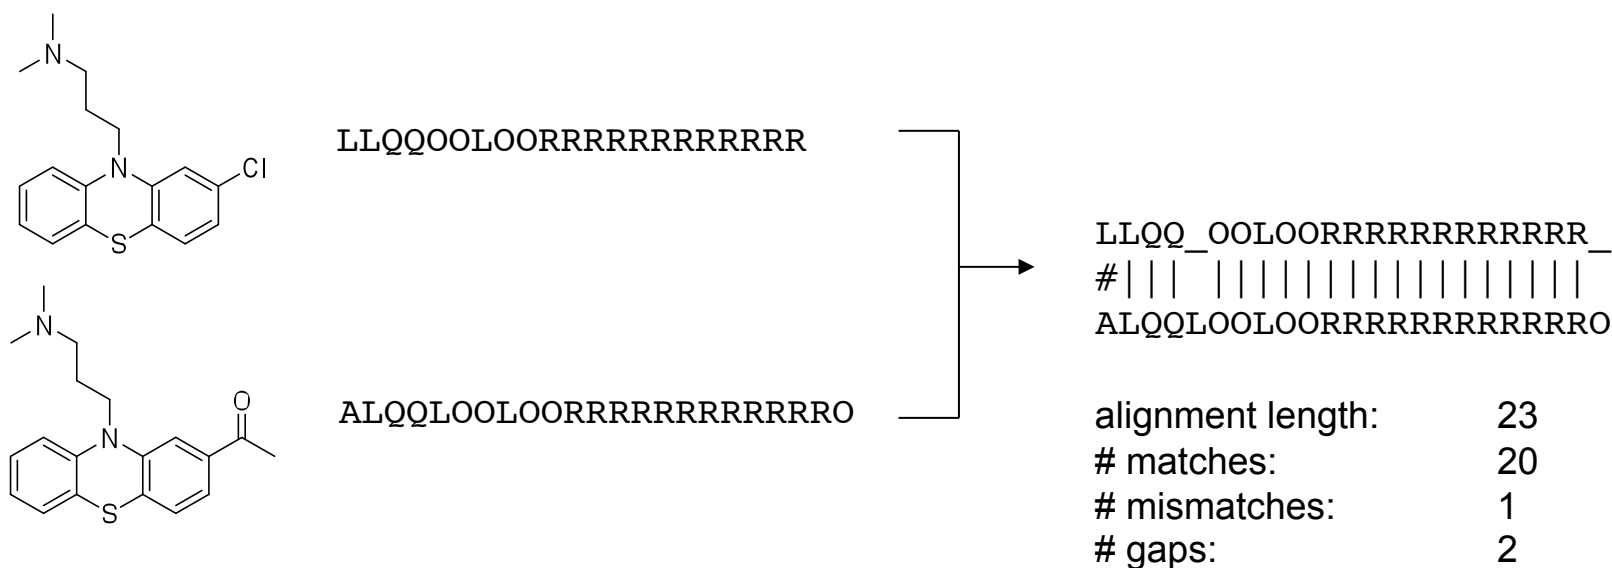 N
N
Cl
S
LLQQOOLOORRRRRRRRRRRR
N
O
N
S
ALQQLOOLOORRRRRRRRRRRRO
LLQQ_OOLOORRRRRRRRRRRR_
#||| |||||||||||||||||
ALQQLOOLOORRRRRRRRRRRRO
alignment length: 23
# matches: 20
# mismatches: 1
# gaps: 2